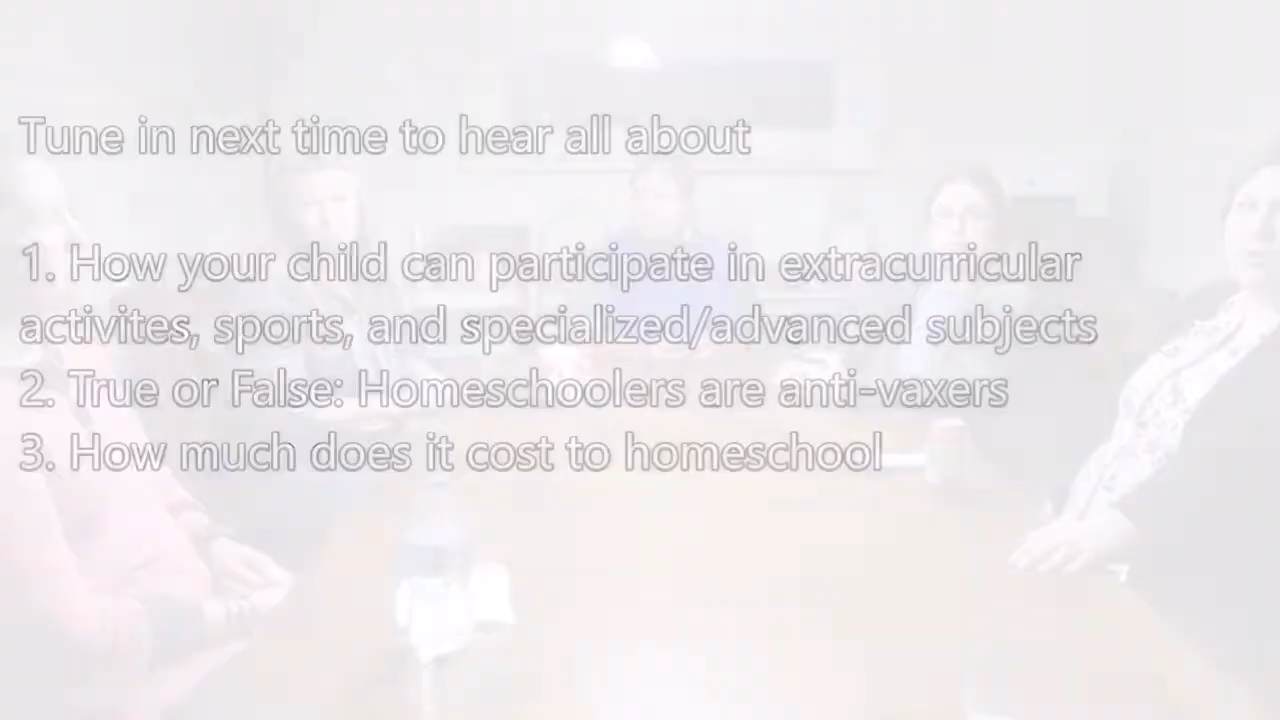 Tune in next time to hear all about
1. How your child can participate in extracurricular
activites, sports, and specialized/advanced subjects
2. True or False: Homeschoolers are anti-vaxers
3. How much does it cost to homeschool